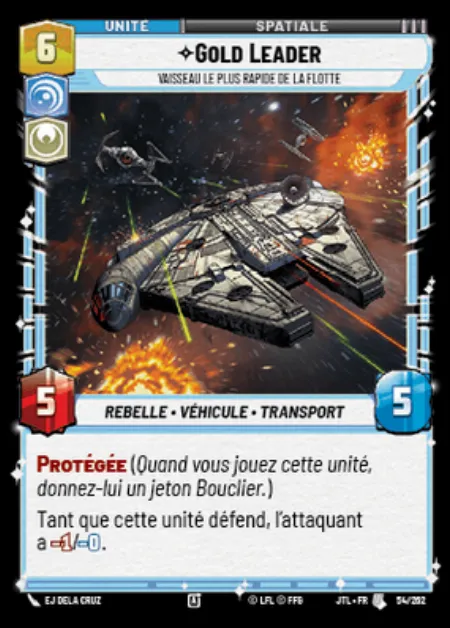 UNITÉ SPATIALE
6
✧GOLD LEADER
VAISSEAU LE PLUS RAPIDE DE LA FLOTTE
5
REBELLE • VÉHICULE • TRANSPORT
5
PROTÉGÉE (Quand vous jouez cette unité,
donnez-lui un jeton Bouclier.)
Tant que cette unité défend, l'attaquant
a -1/-0.
EJ DELA CRUZ A © LFL © FFG JTL • FR 54/262